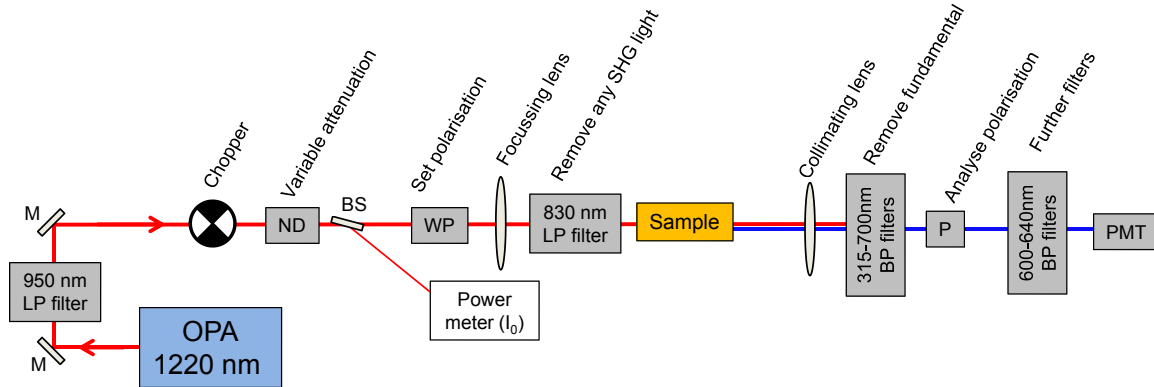 Chopper
Variable attenuation
Set polarisation
Focussing lens
Remove any SHG light
Collimating lens
Remove fundamental
Analyse polarisation
Further filters
M
BS
ND
WP
830 nm
LP filter
Sample
315-700nm
BP filters
P
600-640nm
BP filters
PMT
950 nm
LP filter
Power
meter (I₀)
M
OPA
1220 nm